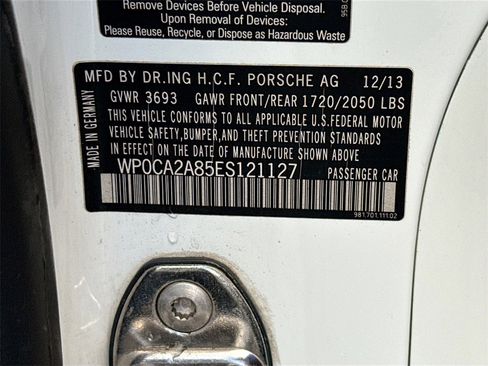 Remove Devices Before Vehicle Disposal.
Upon Removal of Devices:
Please Reuse, Recycle, or Dispose as Hazardous Waste
95B 0
MFD BY DR.ING H.C.F. PORSCHE AG 12/13
GVWR 3693 GAWR FRONT/REAR 1720/2050 LBS
THIS VEHICLE CONFORMS TO ALL APPLICABLE U.S.FEDERAL MOTOR
VEHICLE SAFETY,BUMPER,AND THEFT PREVENTION STANDARDS
IN EFFECT ON THE DATE OF MANUFACTURE SHOWN ABOVE.
WP0CA2A85ES121127 PASSENGER CAR
MADE IN GERMANY
981.701.111.02